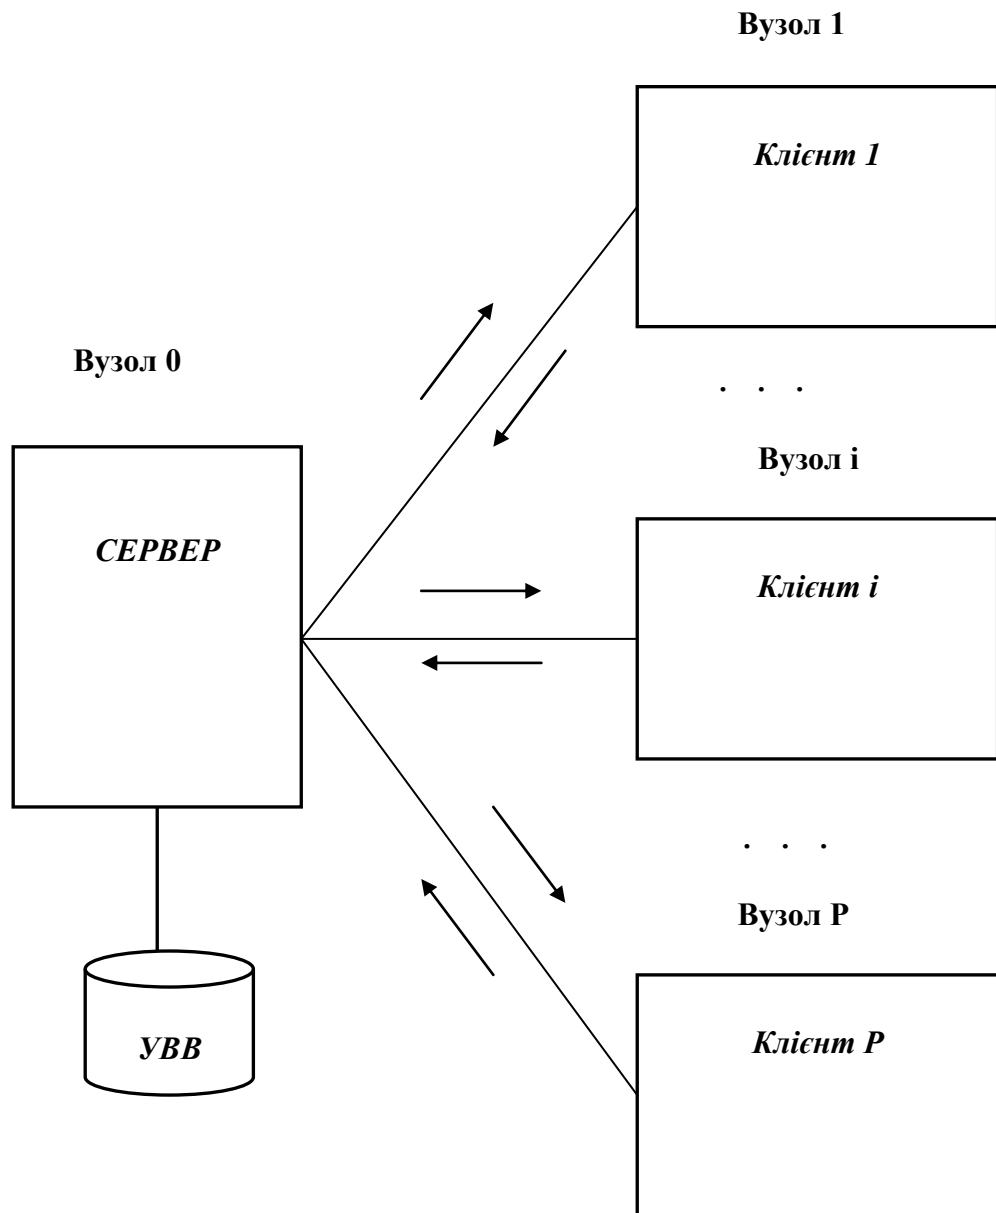 Вузол 1
Клієнт 1
Вузол 0
. . .
Вузол i
СЕРВЕР
Клієнт i
. . .
Вузол P
УВВ
Клієнт P